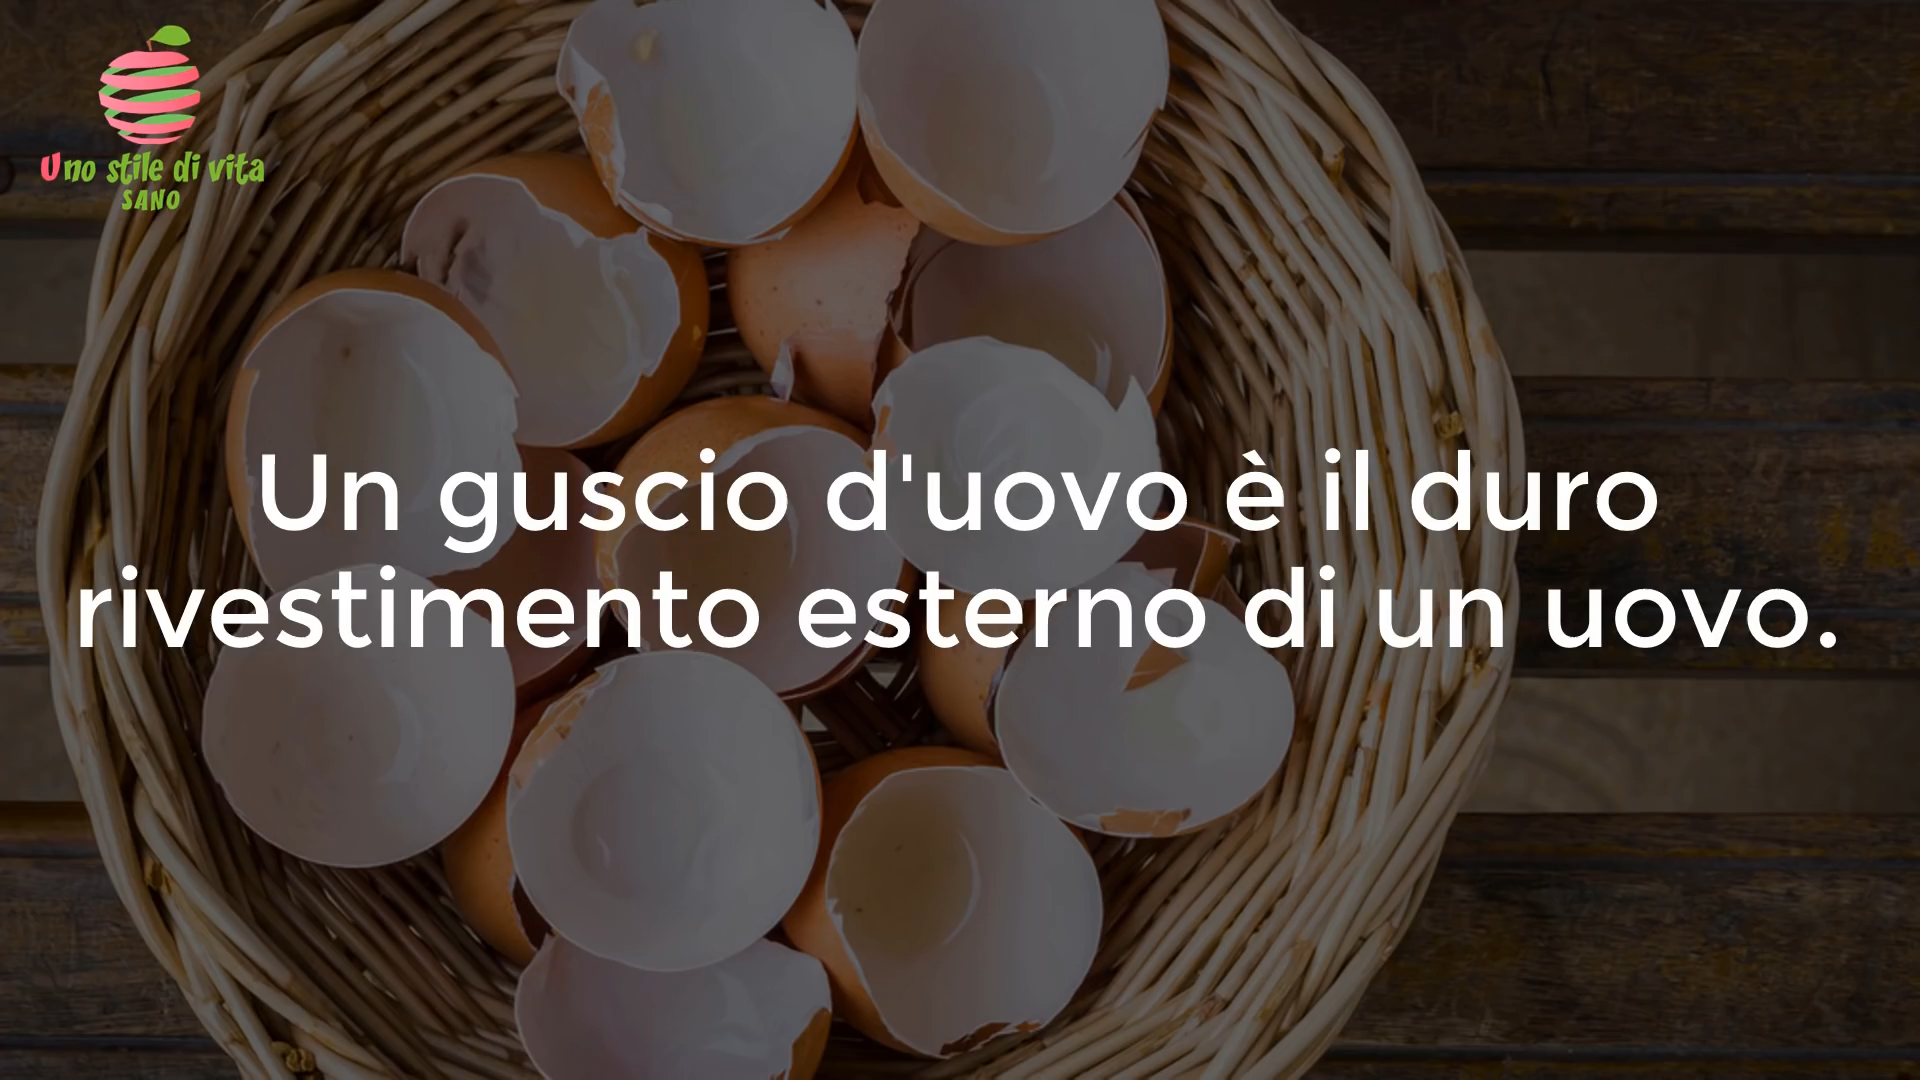 Uno stile di vita
SANO
Un guscio d'uovo è il duro
rivestimento esterno di un uovo.